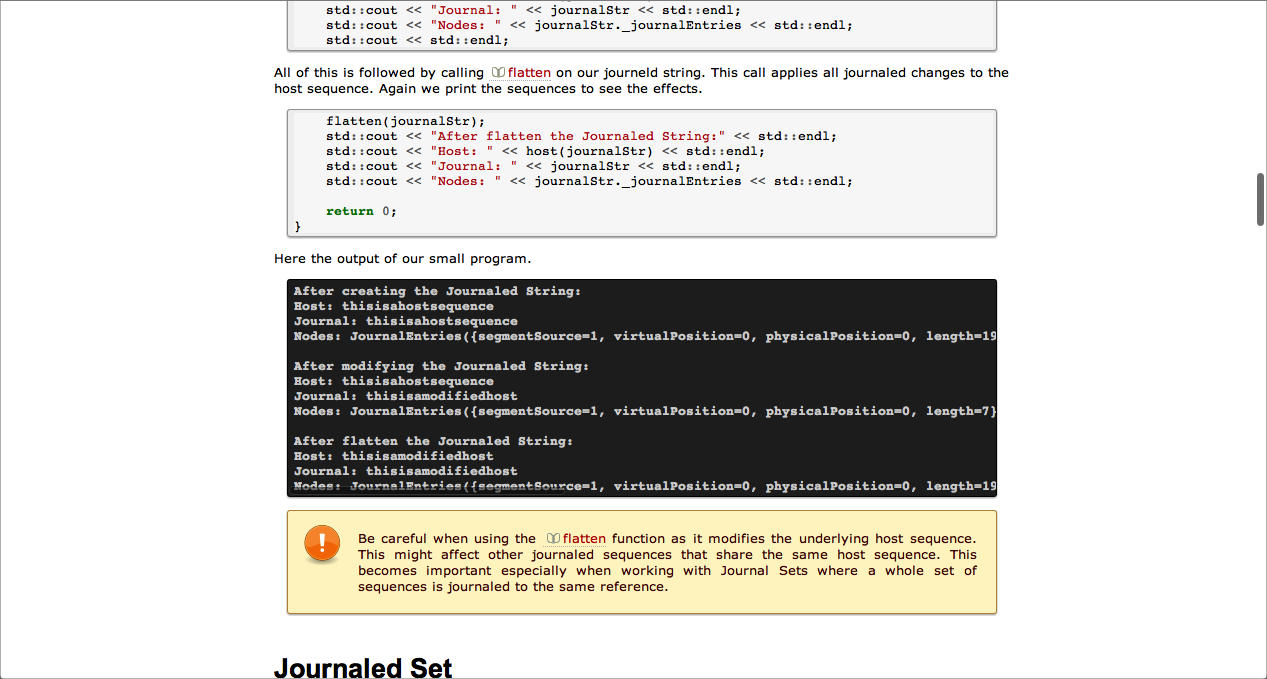 std::cout << "Journal: " << journalStr << std::endl;
std::cout << "Nodes: " << journalStr._journalEntries << std::endl;
std::cout << std::endl;
All of this is followed by calling flatten on our journeld string. This call applies all journaled changes to the
host sequence. Again we print the sequences to see the effects.
flatten(journalStr);
std::cout << "After flatten the Journaled String:" << std::endl;
std::cout << "Host: " << host(journalStr) << std::endl;
std::cout << "Journal: " << journalStr << std::endl;
std::cout << "Nodes: " << journalStr._journalEntries << std::endl;
return 0;
}
Here the output of our small program.
After creating the Journaled String:
Host: thisisahostsequence
Journal: thisisahostsequence
Nodes: JournalEntries({segmentSource=1, virtualPosition=0, physicalPosition=0, length=19
After modifying the Journaled String:
Host: thisisahostsequence
Journal: thisisamodifiedhost
Nodes: JournalEntries({segmentSource=1, virtualPosition=0, physicalPosition=0, length=7}
After flatten the Journaled String:
Host: thisisamodifiedhost
Journal: thisisamodifiedhost
Nodes: JournalEntries({segmentSource=1, virtualPosition=0, physicalPosition=0, length=19
Be careful when using the flatten function as it modifies the underlying host sequence.
This might affect other journaled sequences that share the same host sequence. This
becomes important especially when working with Journal Sets where a whole set of
sequences is journaled to the same reference.
Journaled Set